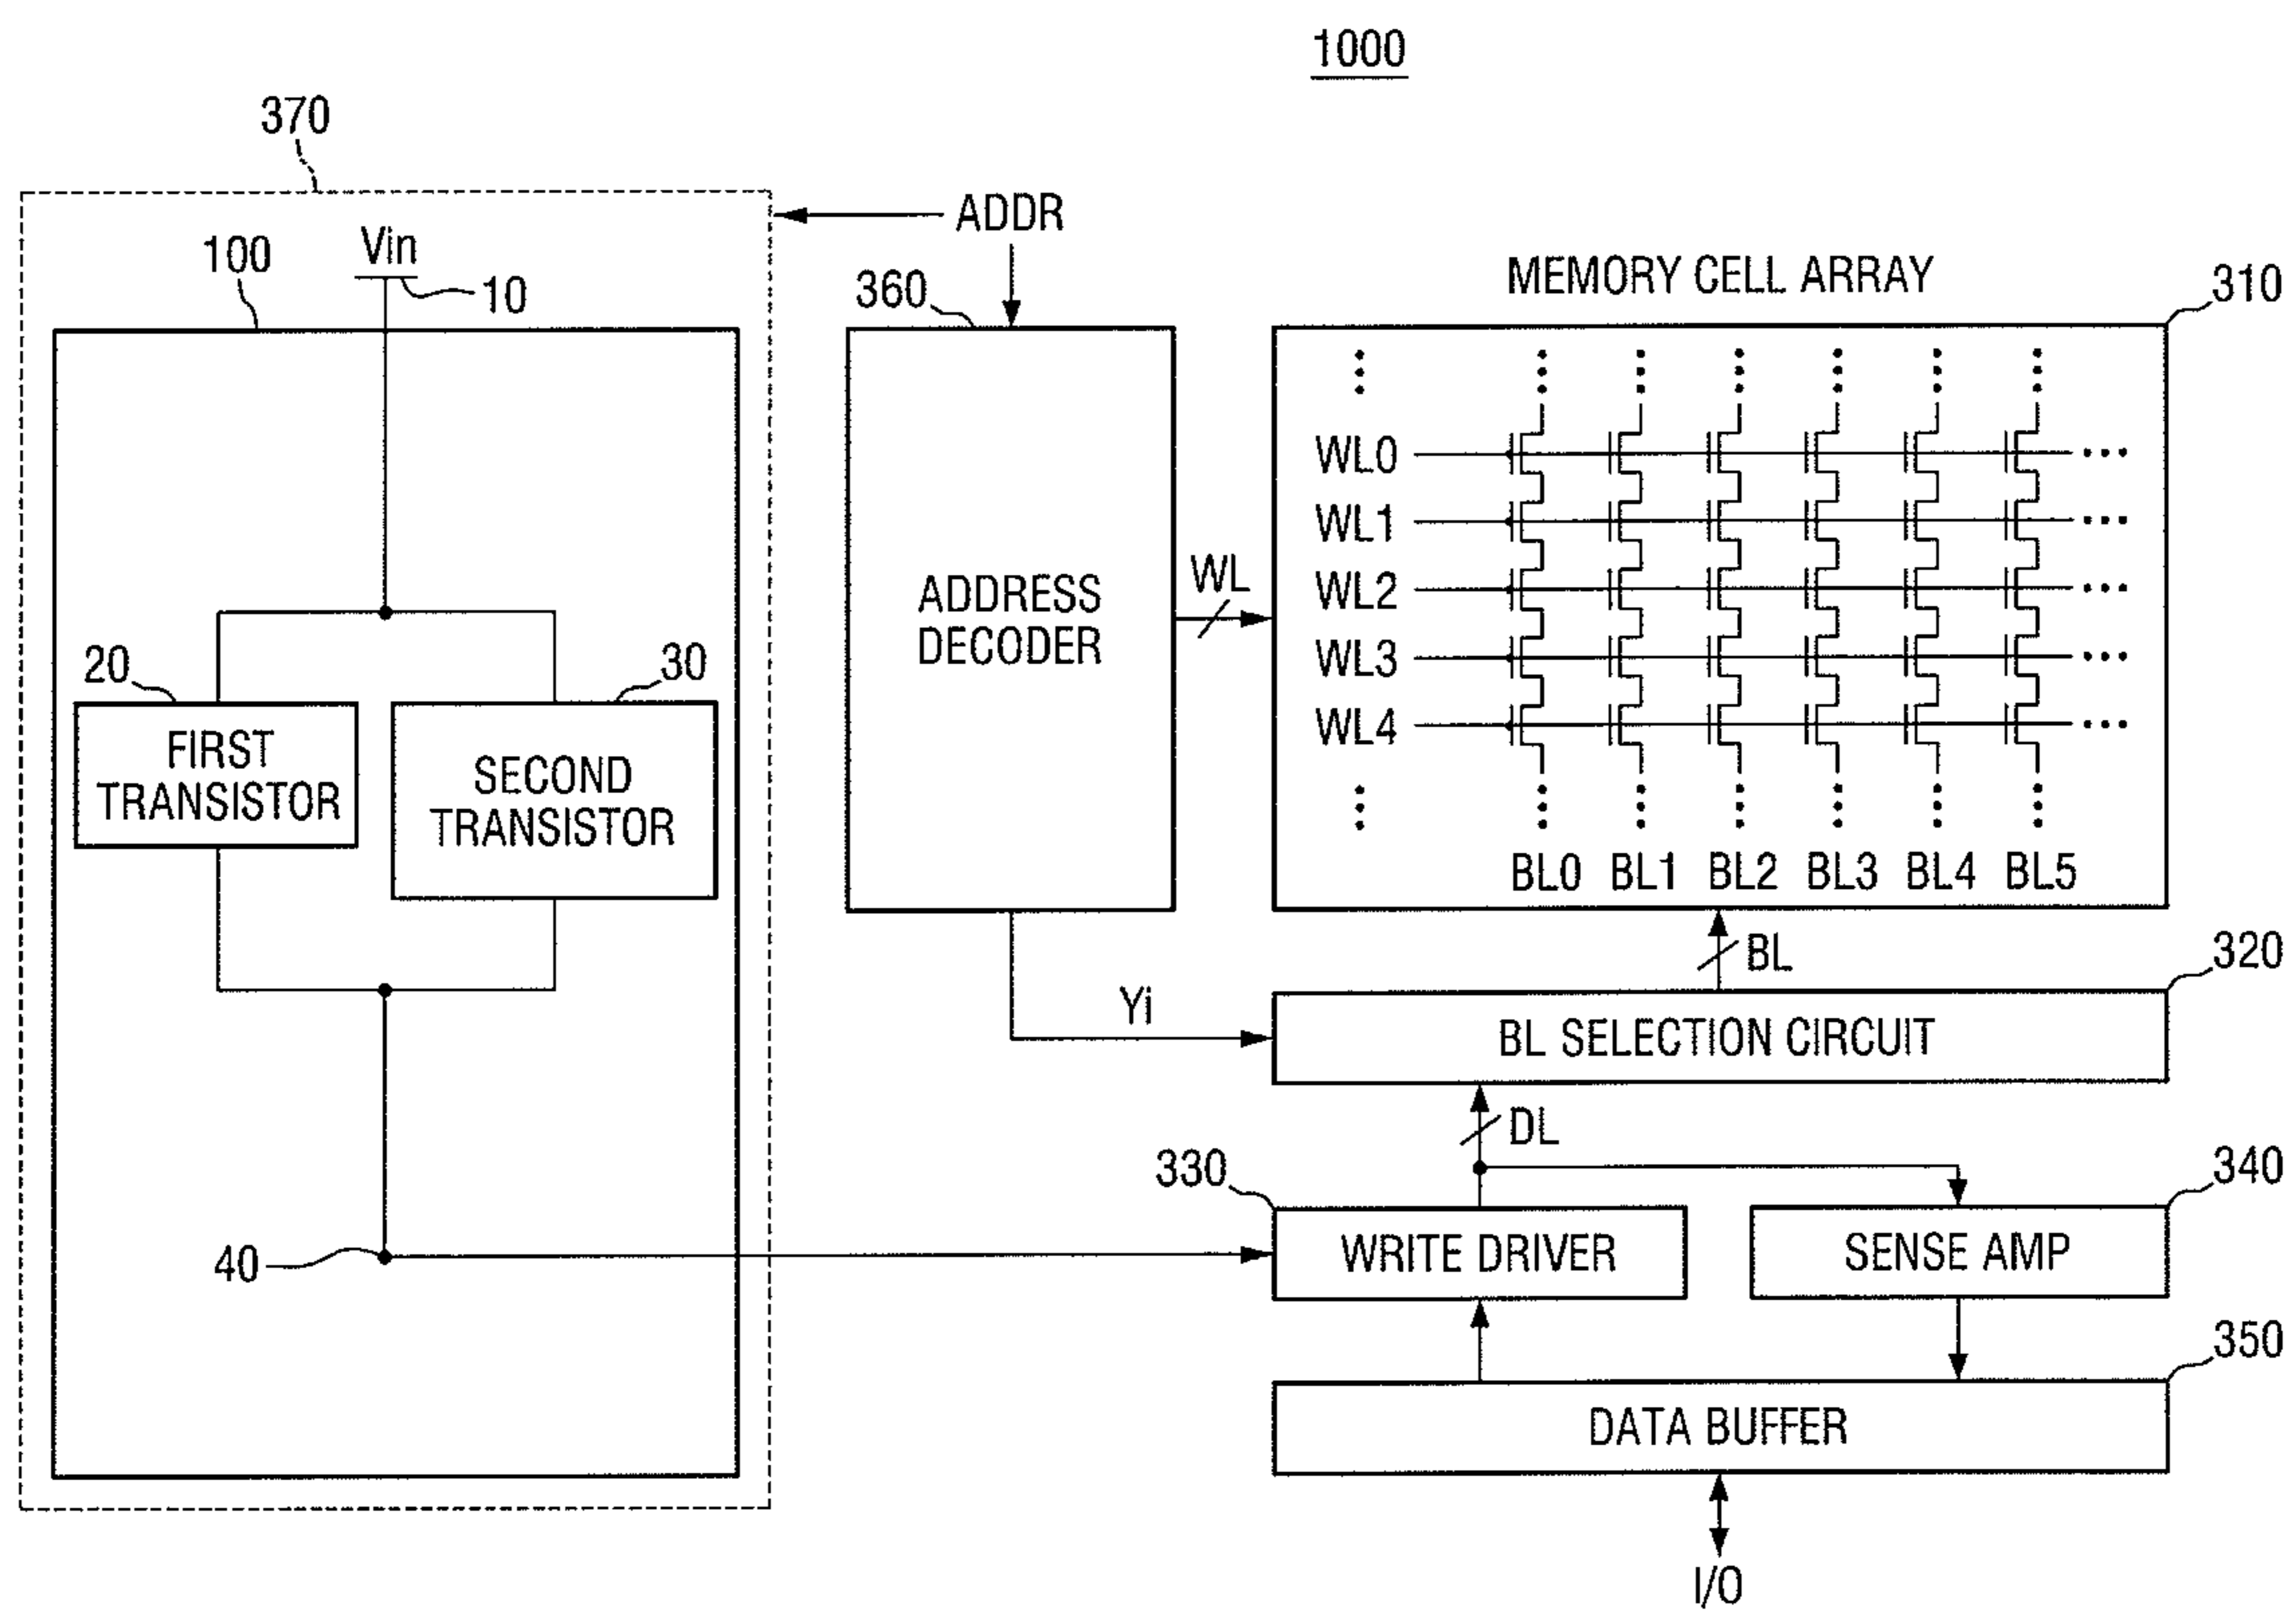 1000
370
ADDR
Vin
100
10
360
MEMORY CELL ARRAY
310
WL0
WL1
WL2
WL3
WL4
BL0 BL1 BL2 BL3 BL4 BL5
ADDRESS
DECODER
WL
20
30
FIRST
TRANSISTOR
SECOND
TRANSISTOR
BL
320
Yi
BL SELECTION CIRCUIT
DL
330
340
40
WRITE DRIVER
SENSE AMP
350
DATA BUFFER
I/O